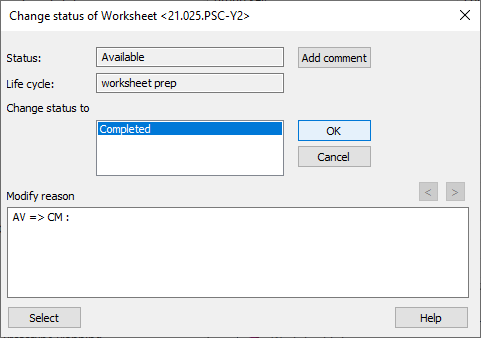 Change status of Worksheet <21.025.PSC-Y2>
Status:
Available
Add comment
Life cycle:
worksheet prep
Change status to
Completed
OK
Cancel
Modify reason
<
>
AV => CM :
Select
Help